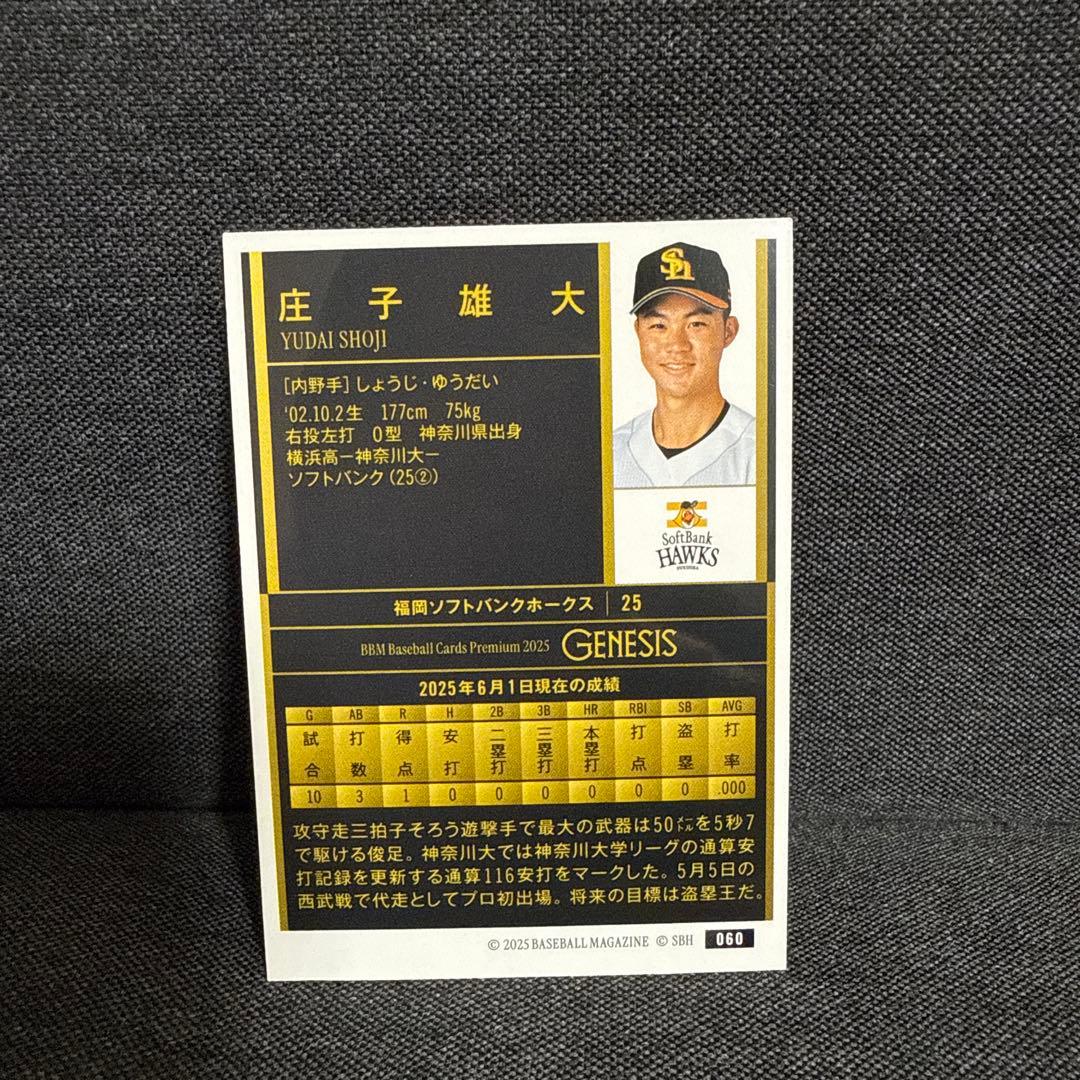 庄子雄大
YUDAI SHOJI
[内野手]しょうじ・ゆうだい
'02.10.2生 177cm 75kg
右投左打 O型 神奈川県出身
横浜高ー神奈川大ー
ソフトバンク(25②)
SoftBank
HAWKS
福岡ソフトバンクホークス | 25
BBM Baseball Cards Premium 2025 GENESIS
2025年6月1日現在の成績
G AB R H 2B 3B HR RBI SB AVG
試合 打数 得点 安打 二塁打 三塁打 本塁打 打点 盗塁 打率
10 3 1 0 0 0 0 0 0 .000
攻守走三拍子そろう遊撃手で最大の武器は50㍍を5秒7
で駆ける俊足。神奈川大では神奈川大学リーグの通算安
打記録を更新する通算116安打をマークした。5月5日の
西武戦で代走としてプロ初出場。将来の目標は盗塁王だ。
© 2025 BASEBALL MAGAZINE © SBH 060